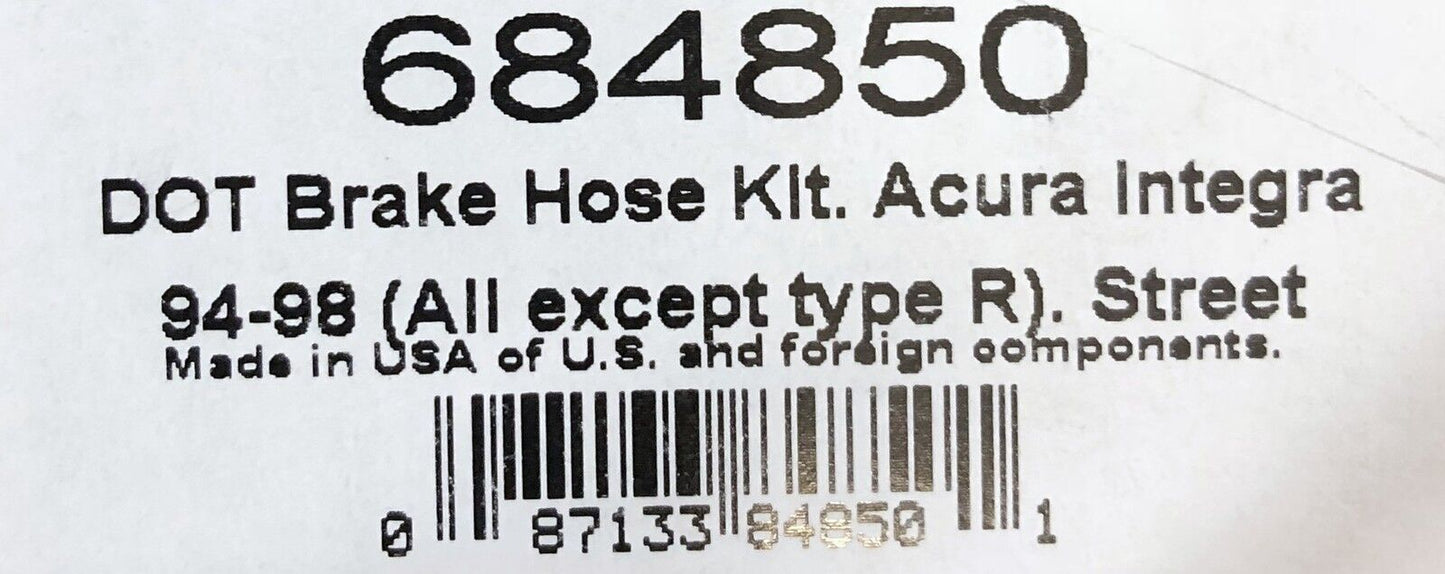 684850
DOT Brake Hose Kit. Acura Integra
94-98 (All except type R). Street
Made in USA of U.S. and foreign components.
0 87133 84850 1